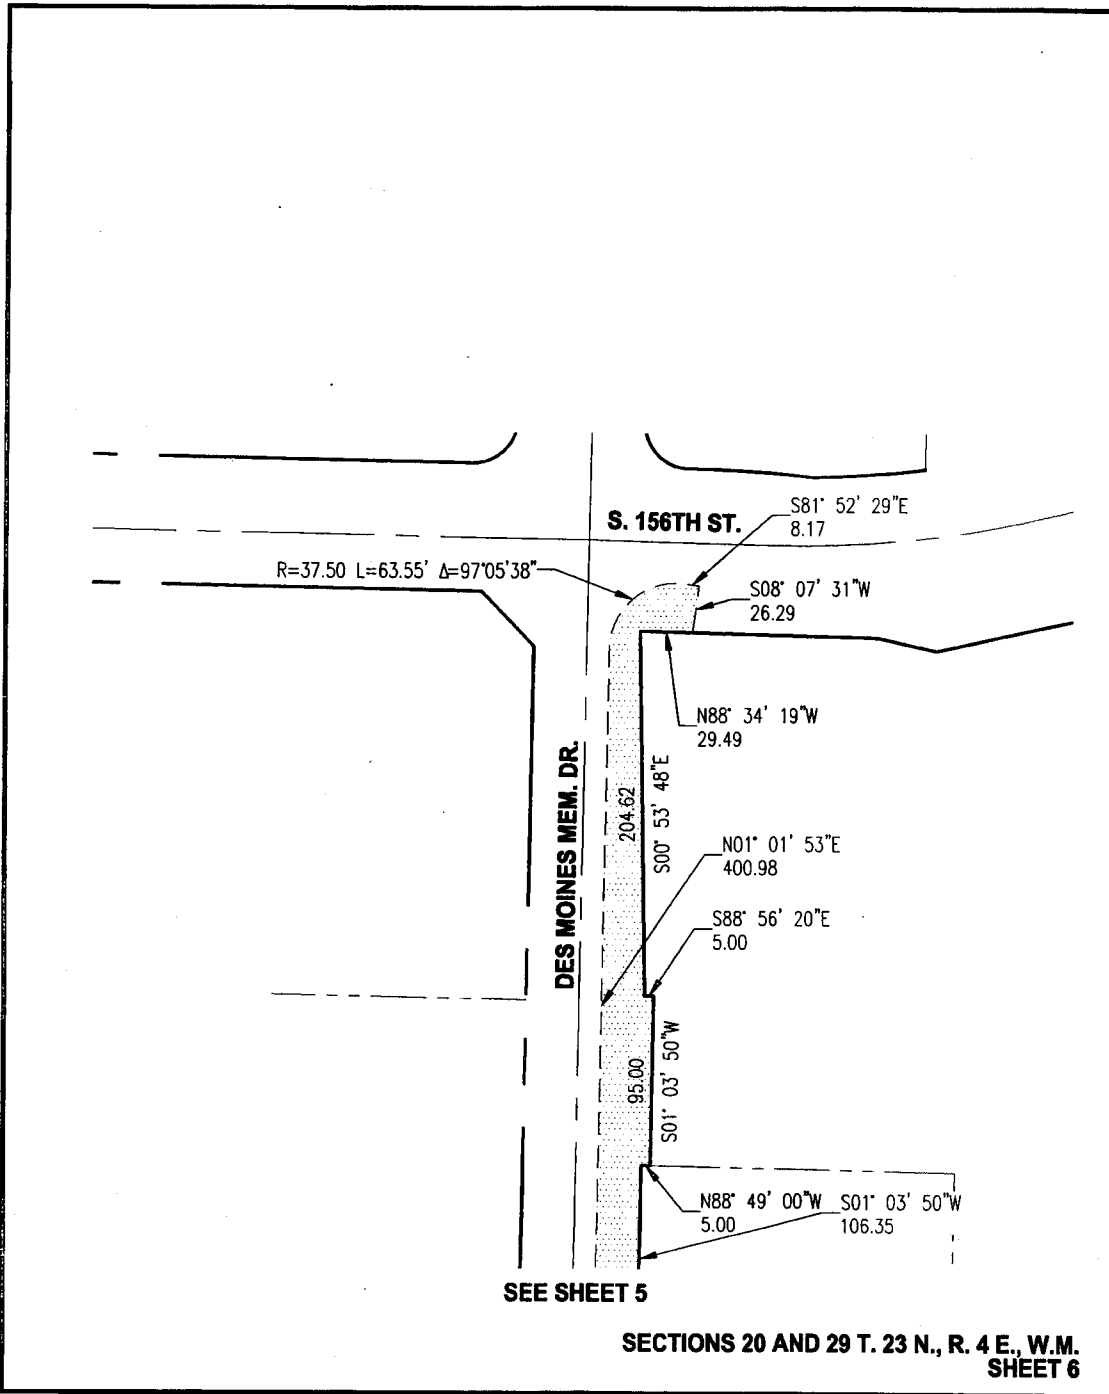 S. 156TH ST.
S81° 52' 29"E
8.17
R=37.50 L=63.55' Δ=97°05'38"
S08° 07' 31"W
26.29
N88° 34' 19"W
29.49
DES MOINES MEM. DR.
204.62
S00° 53' 48"E
N01° 01' 53"E
400.98
S88° 56' 20"E
5.00
95.00
S01° 03' 50"W
N88° 49' 00"W
5.00
S01° 03' 50"W
106.35
SEE SHEET 5
SECTIONS 20 AND 29 T. 23 N., R. 4 E., W.M.
SHEET 6